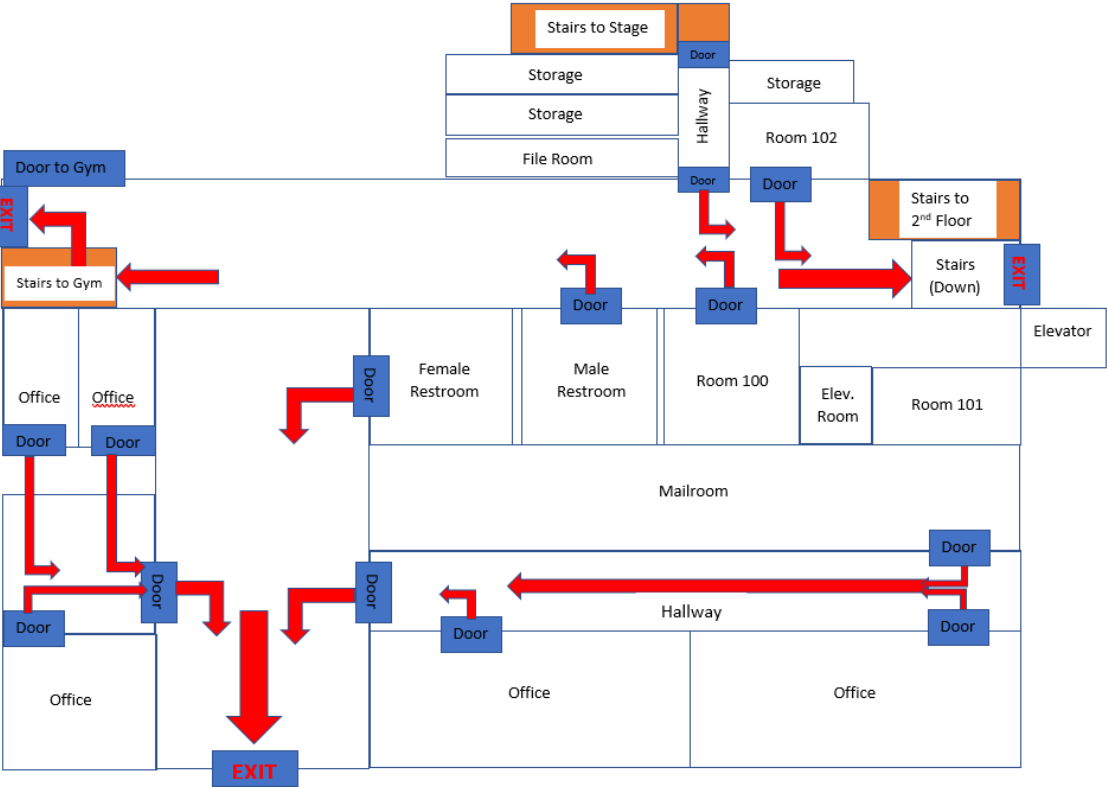 Stairs to Stage
Door
Storage
Storage
Hallway
Storage
File Room
Room 102
Door to Gym
Door
Door
EXIT
Stairs to
2nd Floor
Stairs to Gym
Stairs
(Down)
EXIT
Door
Door
Elevator
Office
Office
Door
Female
Restroom
Male
Restroom
Room 100
Elev.
Room
Room 101
Door
Door
Mailroom
Door
Door
Door
Hallway
Door
Door
Door
Office
Office
Office
EXIT